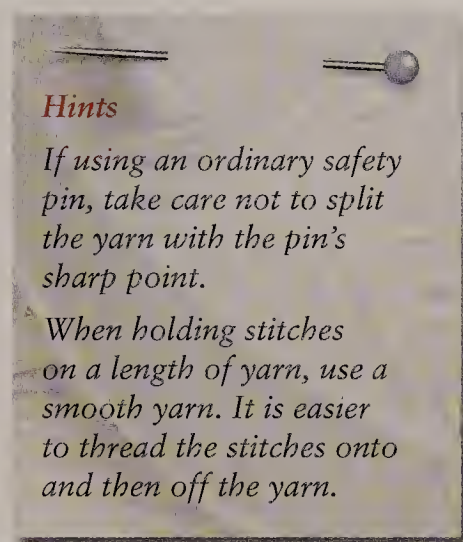 Hints
If using an ordinary safety
pin, take care not to split
the yarn with the pin's
sharp point.
When holding stitches
on a length of yarn, use a
smooth yarn. It is easier
to thread the stitches onto
and then off the yarn.